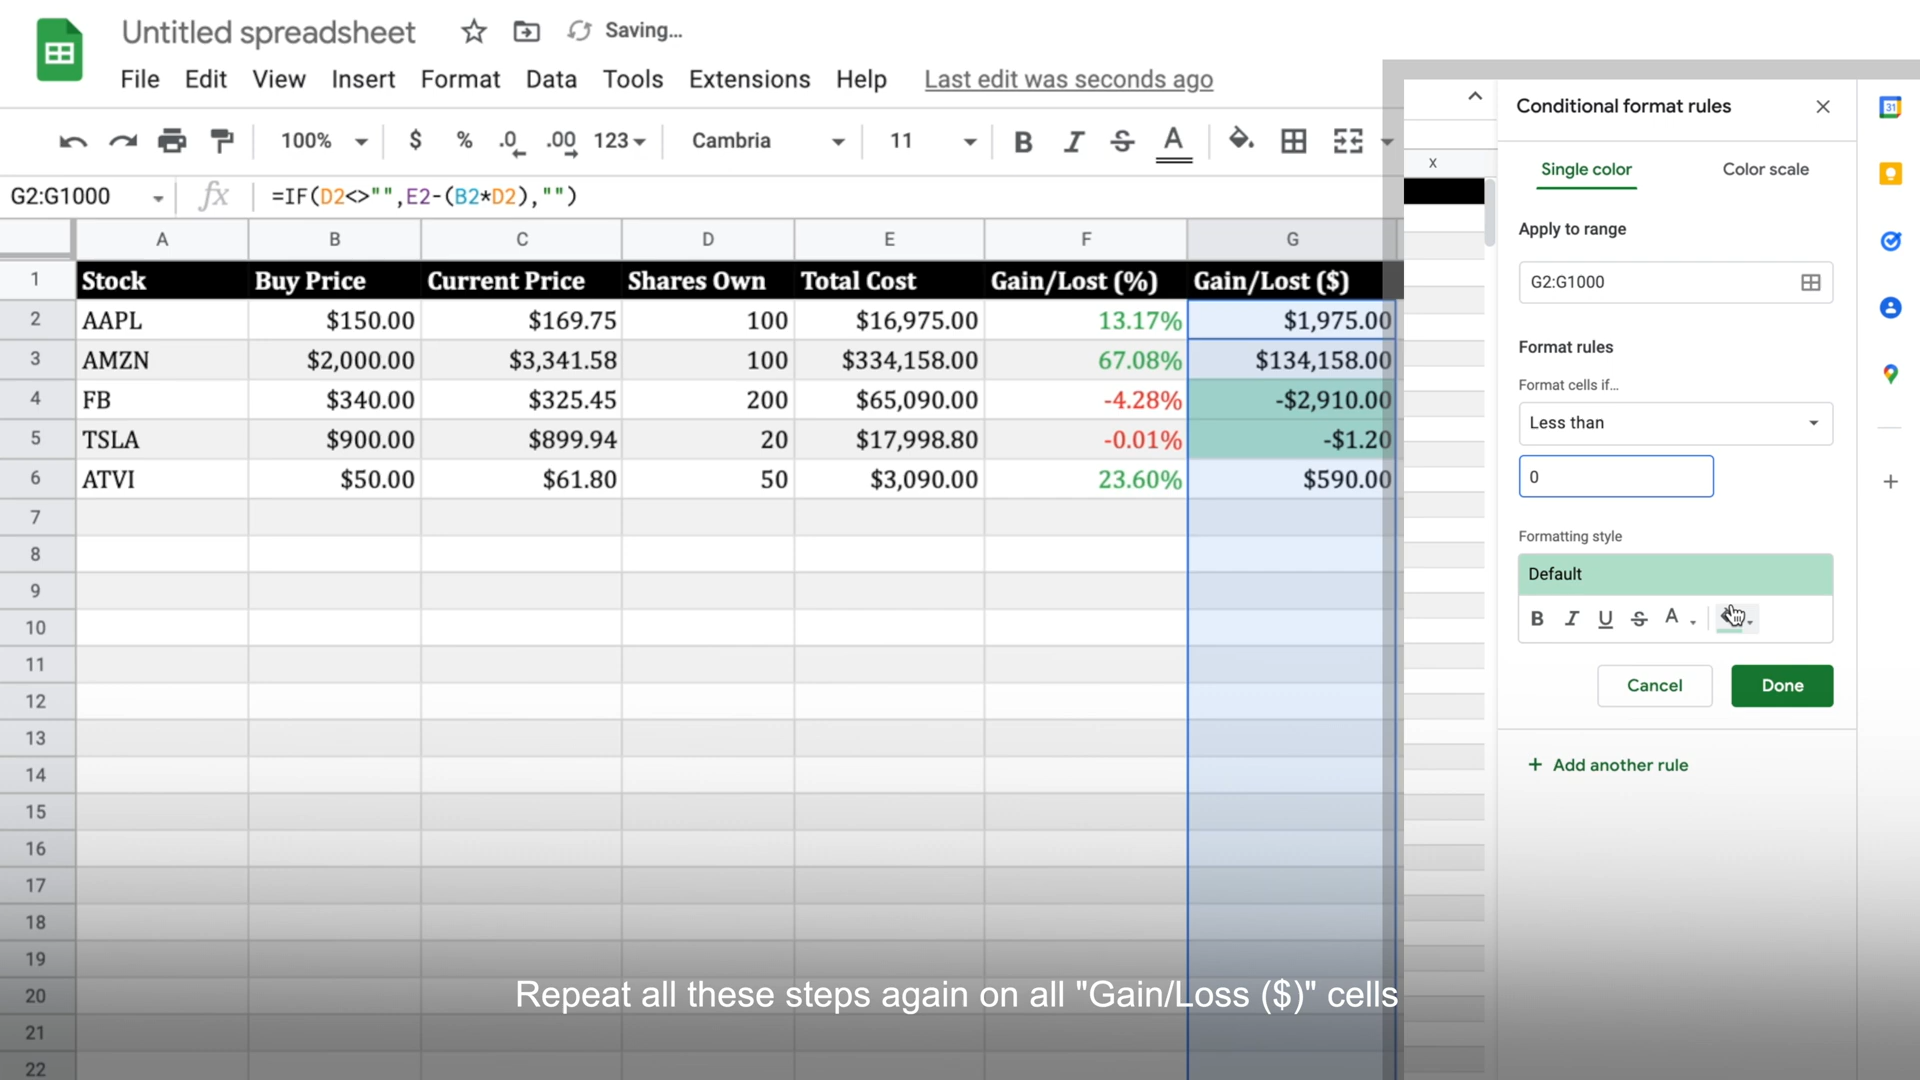 Untitled spreadsheet Saving...
File Edit View Insert Format Data Tools Extensions Help Last edit was seconds ago
100% $ % .0 .00 123 Cambria 11 B I S A
G2:G1000 fx =IF(D2<>"",E2-(B2*D2),"")
A B C D E F G
1 Stock Buy Price Current Price Shares Own Total Cost Gain/Lost (%) Gain/Lost ($)
2 AAPL $150.00 $169.75 100 $16,975.00 13.17% $1,975.00
3 AMZN $2,000.00 $3,341.58 100 $334,158.00 67.08% $134,158.00
4 FB $340.00 $325.45 200 $65,090.00 -4.28% -$2,910.00
5 TSLA $900.00 $899.94 20 $17,998.80 -0.01% -$1.20
6 ATVI $50.00 $61.80 50 $3,090.00 23.60% $590.00
7
8
9
10
11
12
13
14
15
16
17
18
19
20
21
22
X
Conditional format rules
Single color Color scale
Apply to range
G2:G1000
Format rules
Format cells if...
Less than
0
Formatting style
Default
B I U S A
Cancel Done
+ Add another rule
31
Repeat all these steps again on all "Gain/Loss ($)" cells